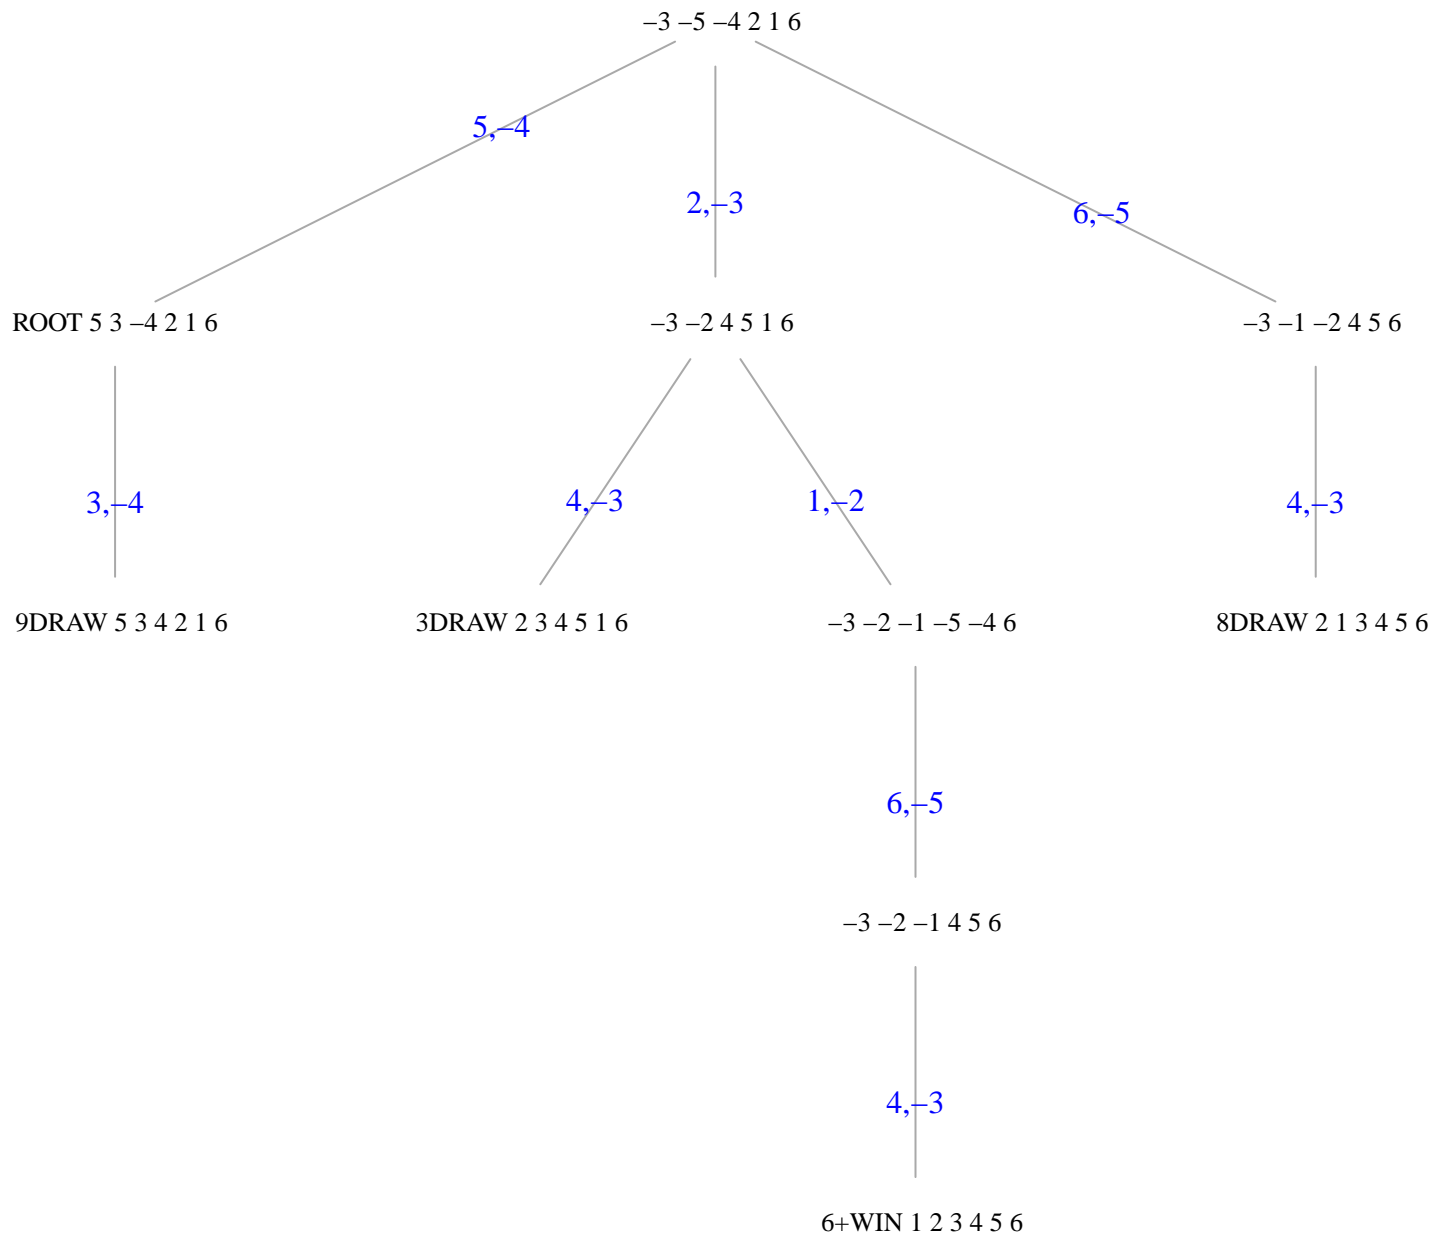 –3 –5 –4 2 1 6
5,–4
2,–3
6,–5
ROOT 5 3 –4 2 1 6
–3 –2 4 5 1 6
–3 –1 –2 4 5 6
3,–4
4,–3
1,–2
4,–3
9DRAW 5 3 4 2 1 6
3DRAW 2 3 4 5 1 6
–3 –2 –1 –5 –4 6
8DRAW 2 1 3 4 5 6
6,–5
–3 –2 –1 4 5 6
4,–3
6+WIN 1 2 3 4 5 6